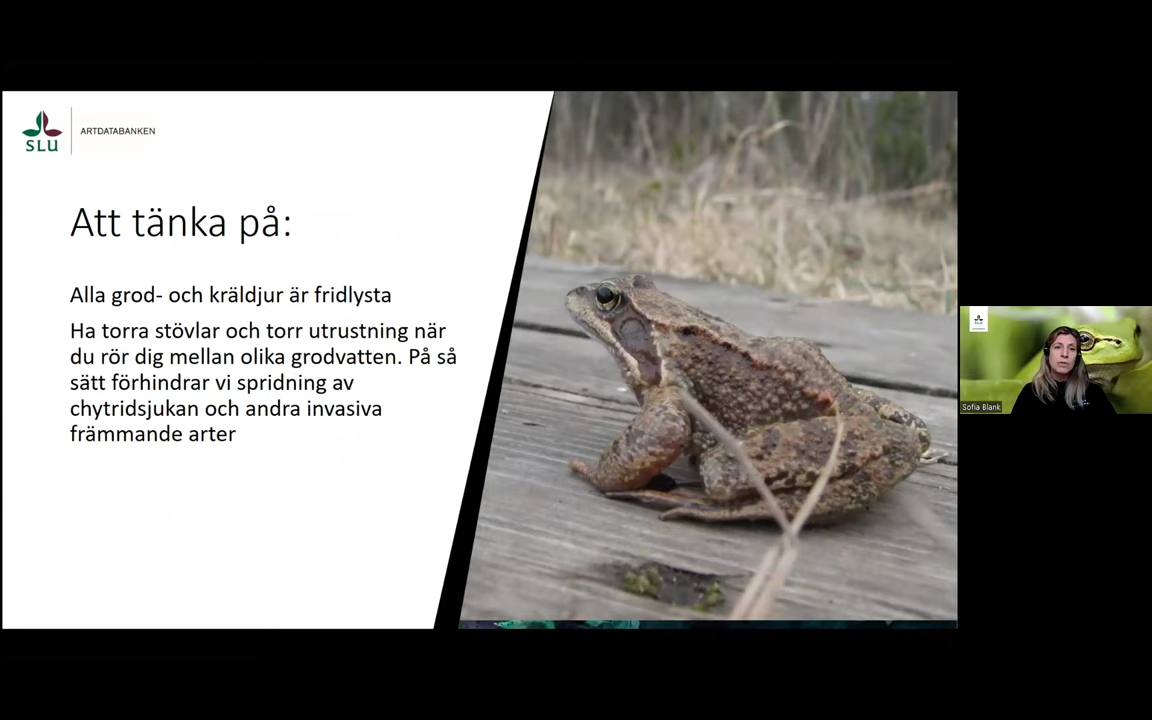 SLU
ARTDATABANKEN
Att tänka på:
Alla grod- och kräldjur är fridlysta
Ha torra stövlar och torr utrustning när
du rör dig mellan olika grodvatten. På så
sätt förhindrar vi spridning av
chytridsjukan och andra invasiva
främmande arter
SLU
Sofia Blank